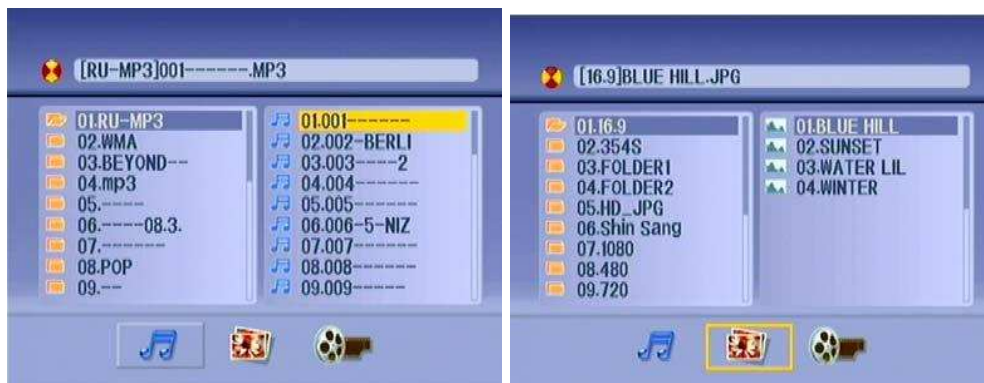 [RU-MP3]001------.MP3
01.RU-MP3
02.WMA
03.BEYOND--
04.mp3
05.----
06.----08.3.
07.------
08.POP
09.--
01.001------
02.002-BERLI
03.003----2
04.004------
05.005------
06.006-5-NIZ
07.007------
08.008------
09.009-----
[16.9]BLUE HILL.JPG
01.16.9
02.354S
03.FOLDER1
04.FOLDER2
05.HD_JPG
06.Shin Sang
07.1080
08.480
09.720
01.BLUE HILL
02.SUNSET
03.WATER LIL
04.WINTER